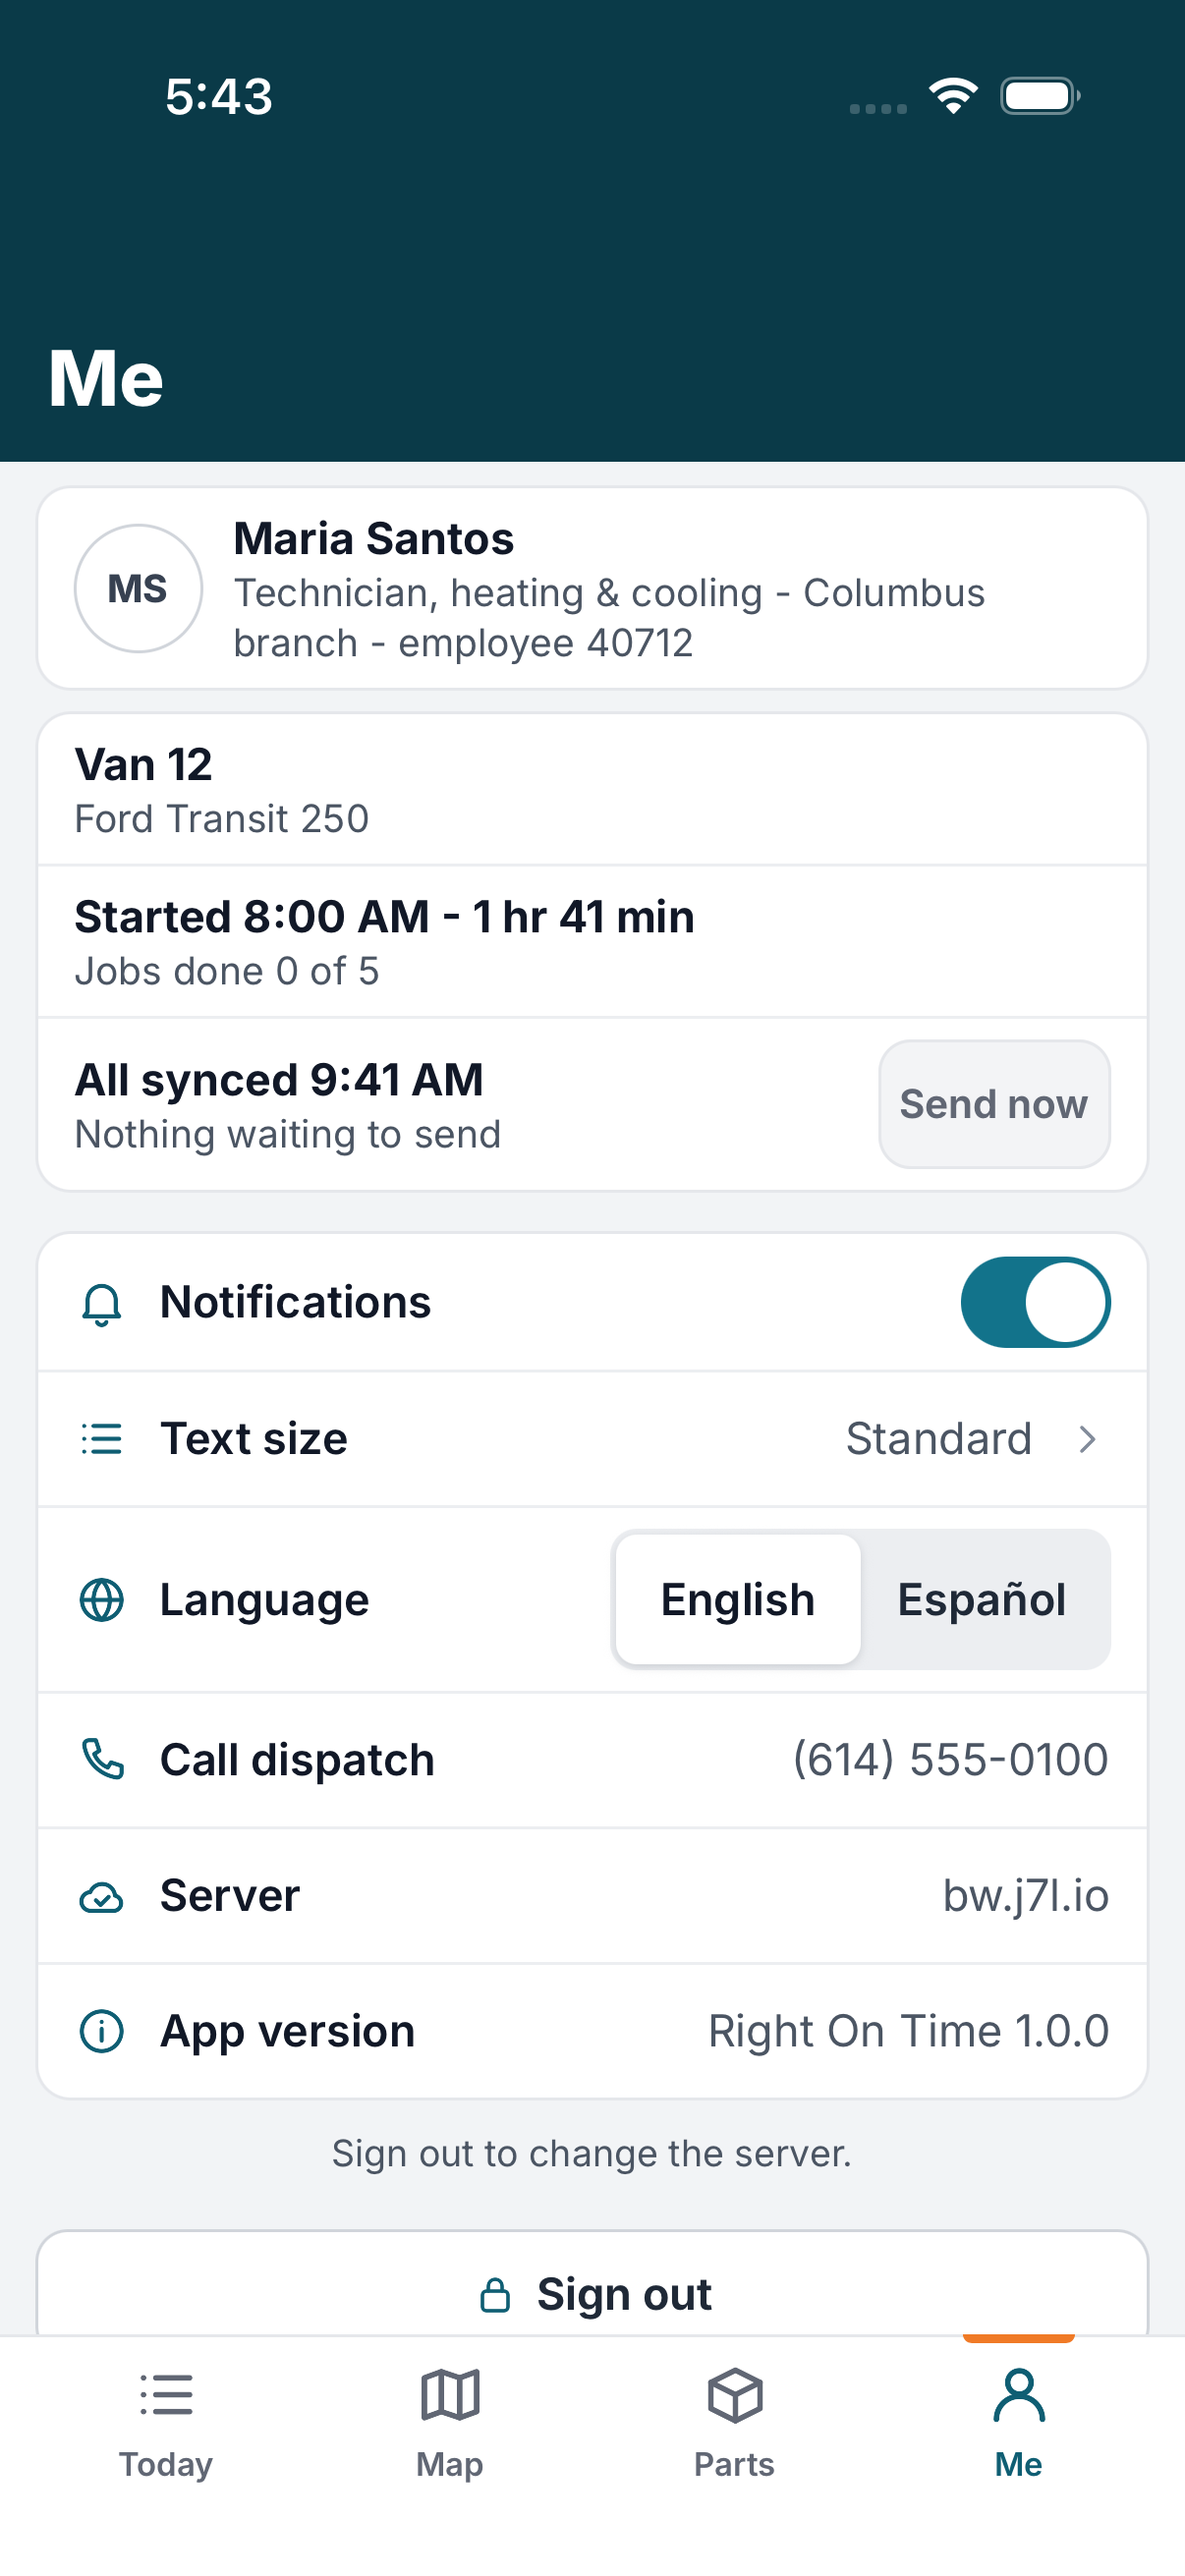 5:43
Me
MS
Maria Santos
Technician, heating & cooling - Columbus
branch - employee 40712
Van 12
Ford Transit 250
Started 8:00 AM - 1 hr 41 min
Jobs done 0 of 5
All synced 9:41 AM
Nothing waiting to send
Send now
Notifications
Text size
Standard
Language
English
Español
Call dispatch
(614) 555-0100
Server
bw.j7l.io
App version
Right On Time 1.0.0
Sign out to change the server.
Sign out
Today
Map
Parts
Me